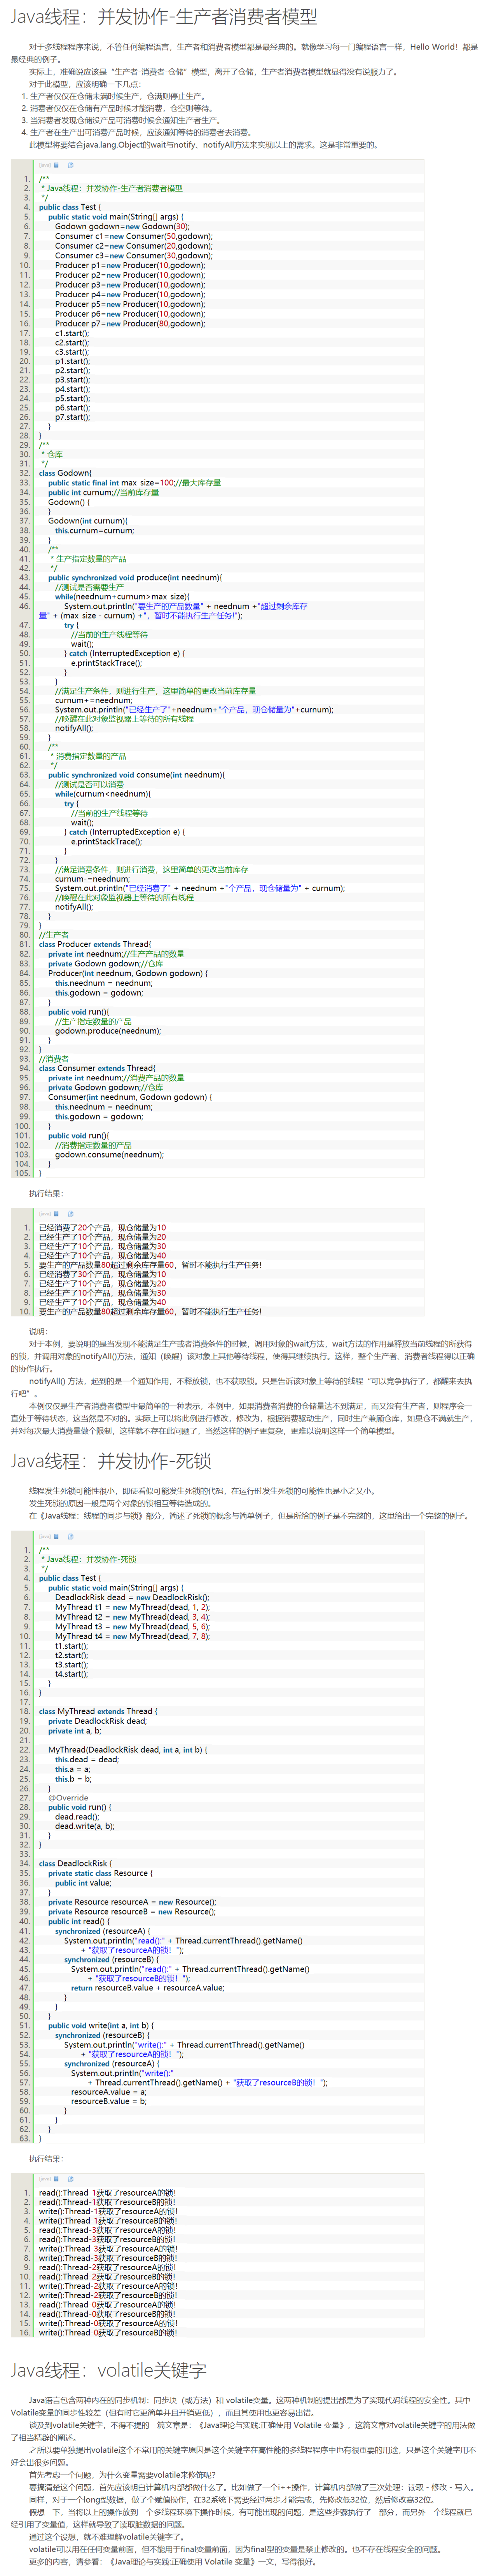 Java线程：并发协作-生产者消费者模型
对于多线程程序来说，不管任何编程语言，生产者和消费者模型都是最经典的。就像学习每一门编程语言一样，Hello World！都是
最经典的例子。
实际上，准确说应该是“生产者-消费者-仓储”模型，离开了仓储，生产者消费者模型就显得没有说服力了。
对于此模型，应该明确一下几点：
1. 生产者仅仅在仓储未满时候生产，仓满则停止生产。
2. 消费者仅仅在仓储有产品时候才能消费，仓空则等待。
3. 当消费者发现仓储没产品可消费时候会通知生产者生产。
4. 生产者在生产出可消费产品时候，应该通知等待的消费者去消费。
此模型将要结合java.lang.Object的wait与notify、notifyAll方法来实现以上的需求。这是非常重要的。
[java]
1. /**
2. * Java线程：并发协作-生产者消费者模型
3. */
4. public class Test {
5. public static void main(String[] args) {
6. Godown godown=new Godown(30);
7. Consumer c1=new Consumer(50,godown);
8. Consumer c2=new Consumer(20,godown);
9. Consumer c3=new Consumer(30,godown);
10. Producer p1=new Producer(10,godown);
11. Producer p2=new Producer(10,godown);
12. Producer p3=new Producer(10,godown);
13. Producer p4=new Producer(10,godown);
14. Producer p5=new Producer(10,godown);
15. Producer p6=new Producer(10,godown);
16. Producer p7=new Producer(80,godown);
17. c1.start();
18. c2.start();
19. c3.start();
20. p1.start();
21. p2.start();
22. p3.start();
23. p4.start();
24. p5.start();
25. p6.start();
26. p7.start();
27. }
28. }
29. /**
30. * 仓库
31. */
32. class Godown{
33. public static final int max_size=100;//最大库存量
34. public int curnum;//当前库存量
35. Godown() {
36. }
37. Godown(int curnum){
38. this.curnum=curnum;
39. }
40. /**
41. * 生产指定数量的产品
42. */
43. public synchronized void produce(int neednum){
44. //测试是否需要生产
45. while(neednum+curnum>max_size){
46. System.out.println("要生产的产品数量" + neednum +"超过剩余库存
量" + (max_size - curnum) +"，暂时不能执行生产任务!");
47. try {
48. //当前的生产线程等待
49. wait();
50. } catch (InterruptedException e) {
51. e.printStackTrace();
52. }
53. }
54. //满足生产条件，则进行生产，这里简单的更改当前库存量
55. curnum+=neednum;
56. System.out.println("已经生产了"+neednum+"个产品，现仓储量为"+curnum);
57. //唤醒在此对象监视器上等待的所有线程
58. notifyAll();
59. }
60. /**
61. * 消费指定数量的产品
62. */
63. public synchronized void consume(int neednum){
64. //测试是否可以消费
65. while(curnum<neednum){
66. try {
67. //当前的生产线程等待
68. wait();
69. } catch (InterruptedException e) {
70. e.printStackTrace();
71. }
72. }
73. //满足消费条件，则进行消费，这里简单的更改当前库存
74. curnum-=neednum;
75. System.out.println("已经消费了" + neednum +"个产品，现仓储量为" + curnum);
76. //唤醒在此对象监视器上等待的所有线程
77. notifyAll();
78. }
79. }
80. //生产者
81. class Producer extends Thread{
82. private int neednum;//生产产品的数量
83. private Godown godown;//仓库
84. Producer(int neednum, Godown godown) {
85. this.neednum = neednum;
86. this.godown = godown;
87. }
88. public void run(){
89. //生产指定数量的产品
90. godown.produce(neednum);
91. }
92. }
93. //消费者
94. class Consumer extends Thread{
95. private int neednum;//消费产品的数量
96. private Godown godown;//仓库
97. Consumer(int neednum, Godown godown) {
98. this.neednum = neednum;
99. this.godown = godown;
100. }
101. public void run(){
102. //消费指定数量的产品
103. godown.consume(neednum);
104. }
105. }
执行结果：
[java]
1. 已经消费了20个产品，现仓储量为10
2. 已经生产了10个产品，现仓储量为20
3. 已经生产了10个产品，现仓储量为30
4. 已经生产了10个产品，现仓储量为40
5. 要生产的产品数量80超过剩余库存量60，暂时不能执行生产任务!
6. 已经消费了30个产品，现仓储量为10
7. 已经生产了10个产品，现仓储量为20
8. 已经生产了10个产品，现仓储量为30
9. 已经生产了10个产品，现仓储量为40
10. 要生产的产品数量80超过剩余库存量60，暂时不能执行生产任务!
说明：
对于本例，要说明的是当发现不能满足生产或者消费条件的时候，调用对象的wait方法，wait方法的作用是释放当前线程的所获得
的锁，并调用对象的notifyAll()方法，通知（唤醒）该对象上其他等待线程，使得其继续执行。这样，整个生产者、消费者线程得以正确
的协作执行。
notifyAll() 方法，起到的是一个通知作用，不释放锁，也不获取锁。只是告诉该对象上等待的线程“可以竞争执行了，都醒来去执
行吧”。
本例仅仅是生产者消费者模型中最简单的一种表示，本例中，如果消费者消费的仓储量达不到满足，而又没有生产者，则程序会一
直处于等待状态，这当然是不对的。实际上可以将此例进行修改，修改为，根据消费驱动生产，同时生产兼顾仓库，如果仓不满就生产，
并对每次最大消费量做个限制，这样就不存在此问题了，当然这样的例子更复杂，更难以说明这样一个简单模型。
Java线程：并发协作-死锁
线程发生死锁可能性很小，即使看似可能发生死锁的代码，在运行时发生死锁的可能性也是小之又小。
发生死锁的原因一般是两个对象的锁相互等待造成的。
在《Java线程：线程的同步与锁》部分，简述了死锁的概念与简单例子，但是所给的例子是不完整的，这里给出一个完整的例子。
[java]
1. /**
2. * Java线程：并发协作-死锁
3. */
4. public class Test {
5. public static void main(String[] args) {
6. DeadlockRisk dead = new DeadlockRisk();
7. MyThread t1 = new MyThread(dead, 1, 2);
8. MyThread t2 = new MyThread(dead, 3, 4);
9. MyThread t3 = new MyThread(dead, 5, 6);
10. MyThread t4 = new MyThread(dead, 7, 8);
11. t1.start();
12. t2.start();
13. t3.start();
14. t4.start();
15. }
16. }
17.
18. class MyThread extends Thread {
19. private DeadlockRisk dead;
20. private int a, b;
21.
22. MyThread(DeadlockRisk dead, int a, int b) {
23. this.dead = dead;
24. this.a = a;
25. this.b = b;
26. }
27. @Override
28. public void run() {
29. dead.read();
30. dead.write(a, b);
31. }
32. }
33.
34. class DeadlockRisk {
35. private static class Resource {
36. public int value;
37. }
38. private Resource resourceA = new Resource();
39. private Resource resourceB = new Resource();
40. public int read() {
41. synchronized (resourceA) {
42. System.out.println("read():" + Thread.currentThread().getName()
43. + "获取了resourceA的锁！");
44. synchronized (resourceB) {
45. System.out.println("read():" + Thread.currentThread().getName()
46. + "获取了resourceB的锁！");
47. return resourceB.value + resourceA.value;
48. }
49. }
50. }
51. public void write(int a, int b) {
52. synchronized (resourceB) {
53. System.out.println("write():" + Thread.currentThread().getName()
54. + "获取了resourceA的锁！");
55. synchronized (resourceA) {
56. System.out.println("write():"
57. + Thread.currentThread().getName() + "获取了resourceB的锁！");
58. resourceA.value = a;
59. resourceB.value = b;
60. }
61. }
62. }
63. }
执行结果：
[java]
1. read():Thread-1获取了resourceA的锁!
2. read():Thread-1获取了resourceB的锁!
3. write():Thread-1获取了resourceA的锁!
4. write():Thread-1获取了resourceB的锁!
5. read():Thread-3获取了resourceA的锁!
6. read():Thread-3获取了resourceB的锁!
7. write():Thread-3获取了resourceA的锁!
8. write():Thread-3获取了resourceB的锁!
9. read():Thread-2获取了resourceA的锁!
10. read():Thread-2获取了resourceB的锁!
11. write():Thread-2获取了resourceA的锁!
12. write():Thread-2获取了resourceB的锁!
13. read():Thread-0获取了resourceA的锁!
14. read():Thread-0获取了resourceB的锁!
15. write():Thread-0获取了resourceA的锁!
16. write():Thread-0获取了resourceB的锁!
Java线程：volatile关键字
Java语言包含两种内在的同步机制：同步块（或方法）和 volatile变量。这两种机制的提出都是为了实现代码线程的安全性。其中
Volatile变量的同步性较差（但有时它更简单并且开销更低），而且其使用也更容易出错。
谈及到volatile关键字，不得不提的一篇文章是：《Java理论与实践:正确使用 Volatile 变量》，这篇文章对volatile关键字的用法做
了相当精辟的阐述。
之所以要单独提出volatile这个不常用的关键字原因是这个关键字在高性能的多线程程序中也有很重要的用途，只是这个关键字用不
好会出很多问题。
首先考虑一个问题，为什么变量需要volatile来修饰呢?
要搞清楚这个问题，首先应该明白计算机内部都做什么了。比如做了一个i++操作，计算机内部做了三次处理：读取－修改－写入。
同样，对于一个long型数据，做了个赋值操作，在32系统下需要经过两步才能完成，先修改低32位，然后修改高32位。
假想一下，当将以上的操作放到一个多线程环境下操作时候，有可能出现的问题，是这些步骤执行了一部分，而另外一个线程就已
经引用了变量值，这样就导致了读取脏数据的问题。
通过这个设想，就不难理解volatile关键字了。
volatile可以用在任何变量前面，但不能用于final变量前面，因为final型的变量是禁止修改的。也不存在线程安全的问题。
更多的内容，请参看：《Java理论与实践:正确使用 Volatile 变量》一文，写得很好。